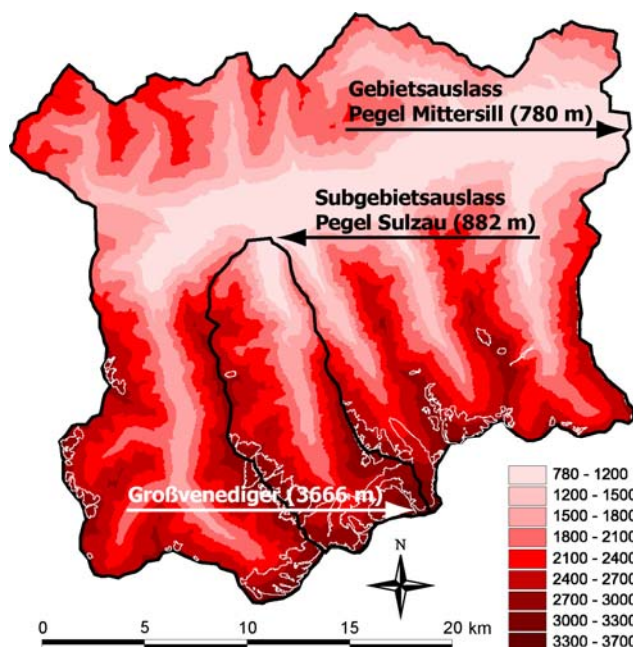 Gebietsauslass
Pegel Mittersill (780 m)
Subgebietsauslass
Pegel Sulzau (882 m)
Großvenediger (3666 m)
N
780 - 1200
1200 - 1500
1500 - 1800
1800 - 2100
2100 - 2400
2400 - 2700
2700 - 3000
3000 - 3300
3300 - 3700
0 5 10 15 20 km